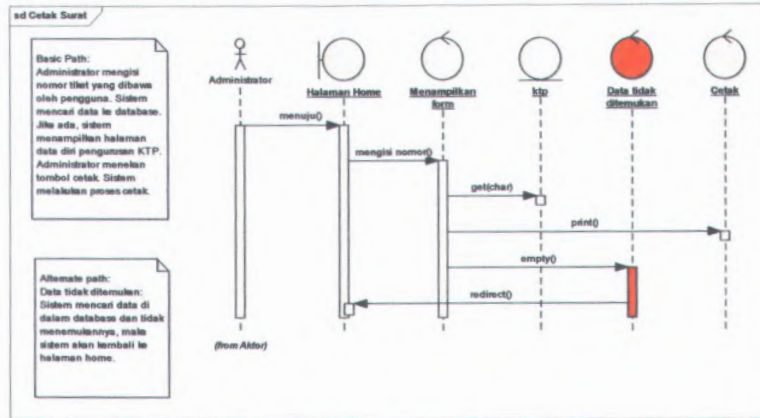 sd Cetak Surat
Basic Path:
Administrator mengisi
nomor tiket yang dibawa
oleh pengguna. Sistem
mencari data ke database.
Jika ada, sistem
menampilkan halaman
data diri pengurusan KTP.
Administrator menekan
tombol cetak. Sistem
melakukan proses cetak.
Alternate path:
Data tidak ditemukan:
Sistem mencari data di
dalam database dan tidak
menemukannya, maka
sistem akan kembali ke
halaman home.
Administrator
Halaman Home
Menampilkan
form
ktp
Data tidak
ditemukan
Cetak
menuju()
mengisi nomor()
get(char)
print()
empty()
redirect()
(from Aktor)